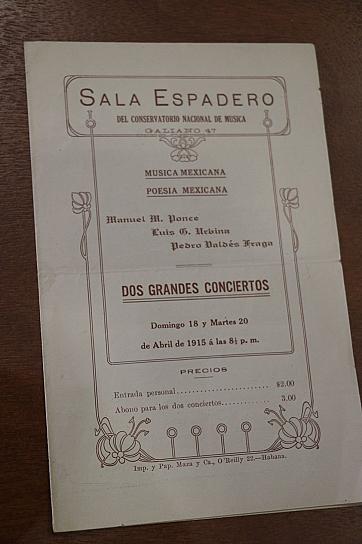 SALA ESPADERO
DEL CONSERVATORIO NACIONAL DE MUSICA
GALIANO 47
MUSICA MEXICANA
POESIA MEXICANA
Manuel M. Ponce
Luis G. Urbina
Pedro Valdés Fraga
DOS GRANDES CONCIERTOS
Domingo 18 y Martes 20
de Abril de 1915 á las 8½ p. m.
PRECIOS
Entrada personal........................ $2.00
Abono para los dos conciertos............ 3.00
Imp. y Pap. Maza y Ca., O'Reilly 22.—Habana.